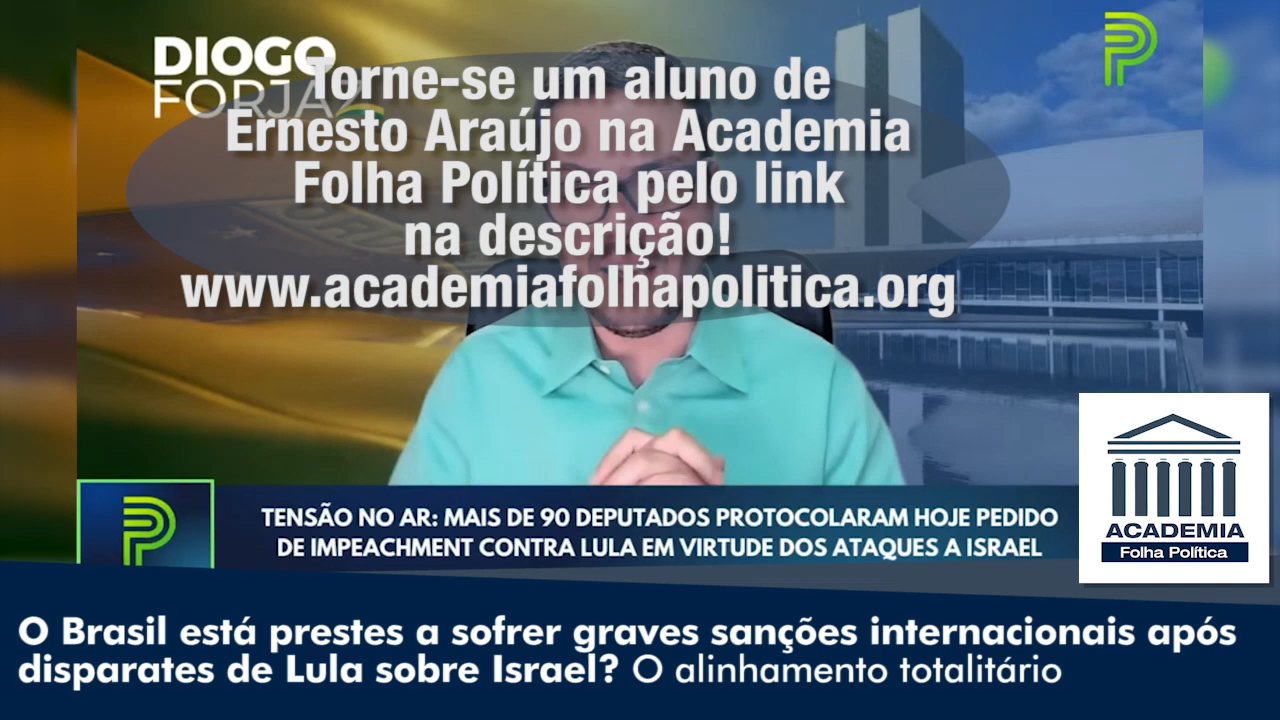 DIOGO
FORJAZ
Torne-se um aluno de
Ernesto Araújo na Academia
Folha Política pelo link
na descrição!
www.academiafolhapolitica.org
TENSÃO NO AR: MAIS DE 90 DEPUTADOS PROTOCOLARAM HOJE PEDIDO
DE IMPEACHMENT CONTRA LULA EM VIRTUDE DOS ATAQUES A ISRAEL
ACADEMIA
Folha Política
O Brasil está prestes a sofrer graves sanções internacionais após
disparates de Lula sobre Israel? O alinhamento totalitário